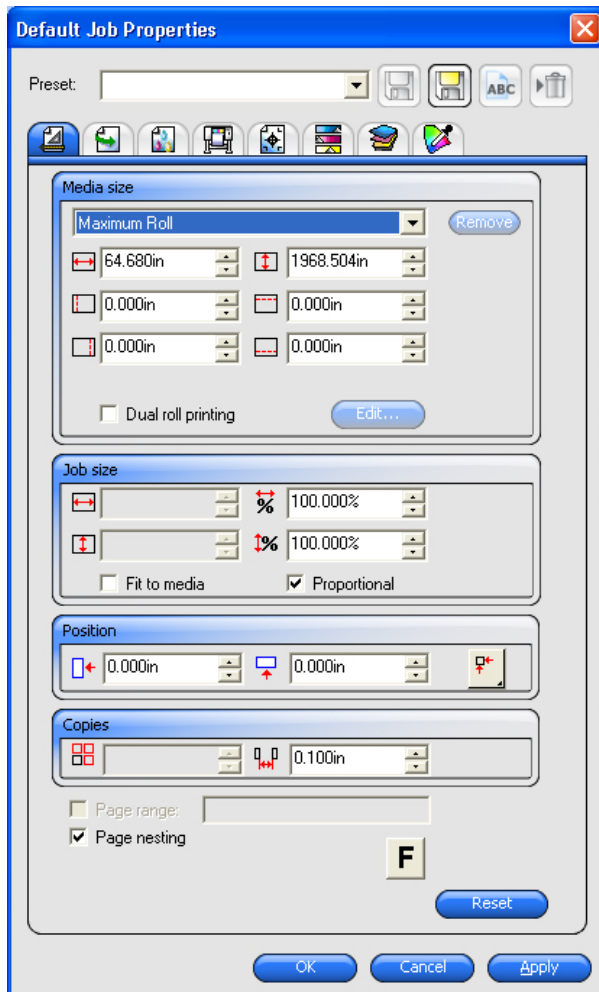 Default Job Properties
Preset:
ABC
Media size
Maximum Roll
Remove
64.680in 1968.504in
0.000in 0.000in
0.000in 0.000in
Dual roll printing Edit...
Job size
% 100.000%
% 100.000%
Fit to media Proportional
Position
0.000in 0.000in
Copies
0.100in
Page range:
Page nesting
F
Reset
OK Cancel Apply